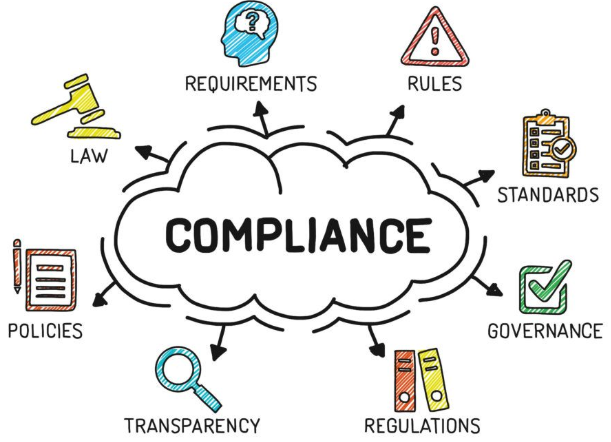 REQUIREMENTS
RULES
LAW
STANDARDS
COMPLIANCE
POLICIES
GOVERNANCE
TRANSPARENCY
REGULATIONS